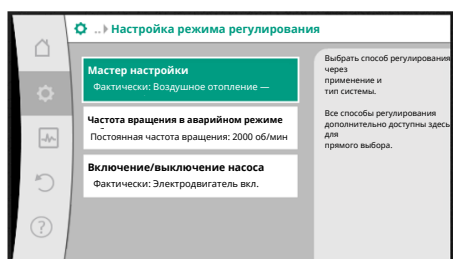 .. Настройка режима регулирования
Мастер настройки
Фактически: Воздушное отопление —
Частота вращения в аварийном режиме
Постоянная частота вращения: 2000 об/мин
Включение/выключение насоса
Фактически: Электродвигатель вкл.
Выбрать способ регулирования
через
применение и
тип системы.
Все способы регулирования
дополнительно доступны здесь
для
прямого выбора.
?